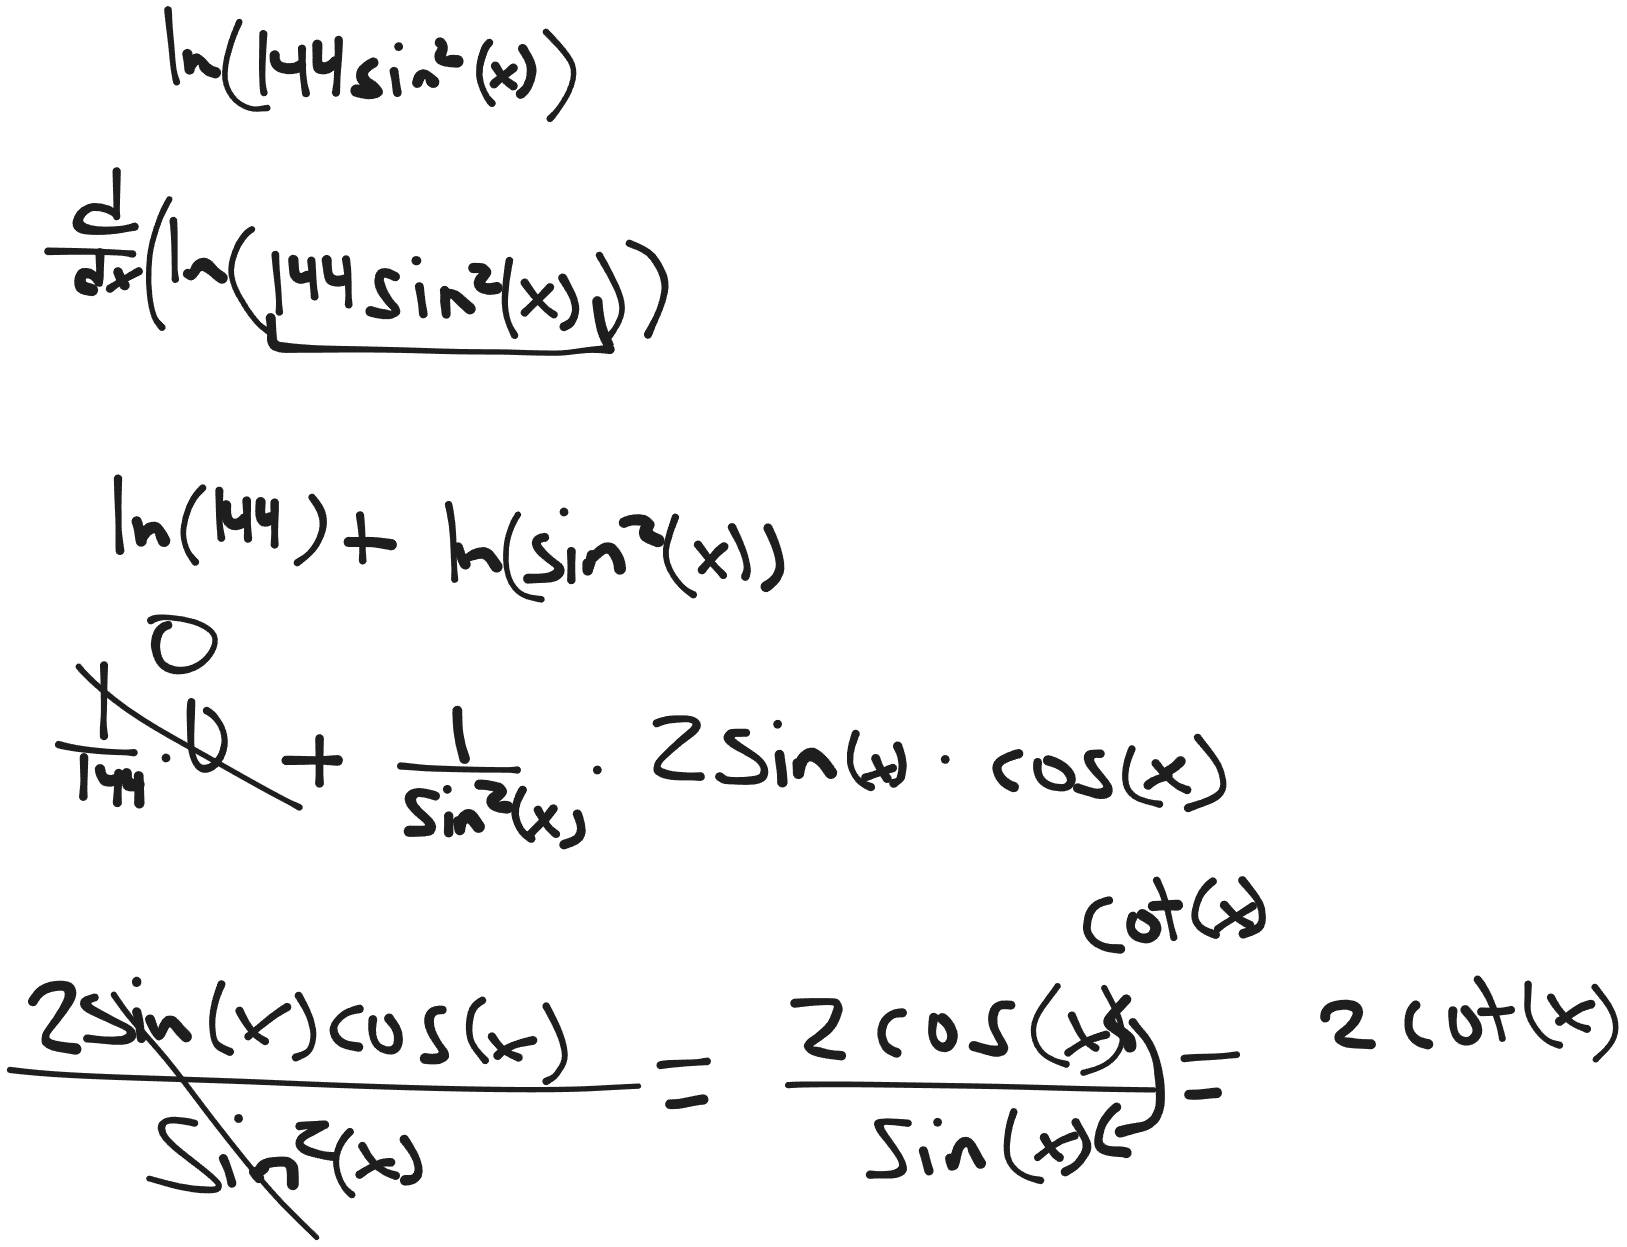 ln(144sin²(x))
d/dx(ln(144sin²(x)))
ln(144) + ln(sin²(x))
0
1/144 · 0 + 1/sin²(x) · 2sin(x) · cos(x)
cot(x)
2sin(x)cos(x)/sin²(x) = 2cos(x)/sin(x) = 2cot(x)